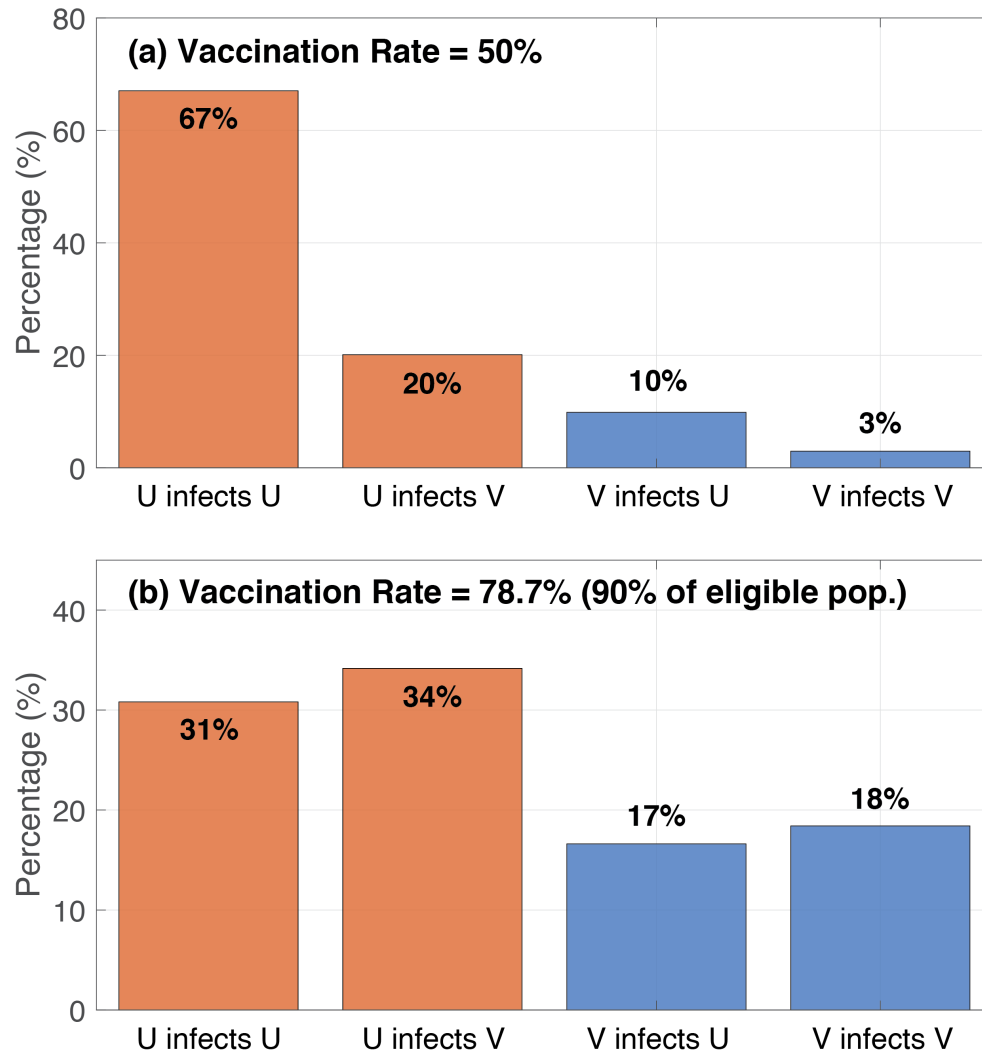 (a) Vaccination Rate = 50%
Percentage (%)
80
60
40
20
0
67%
20%
10%
3%
U infects U
U infects V
V infects U
V infects V
(b) Vaccination Rate = 78.7% (90% of eligible pop.)
Percentage (%)
40
30
20
10
0
31%
34%
17%
18%
U infects U
U infects V
V infects U
V infects V